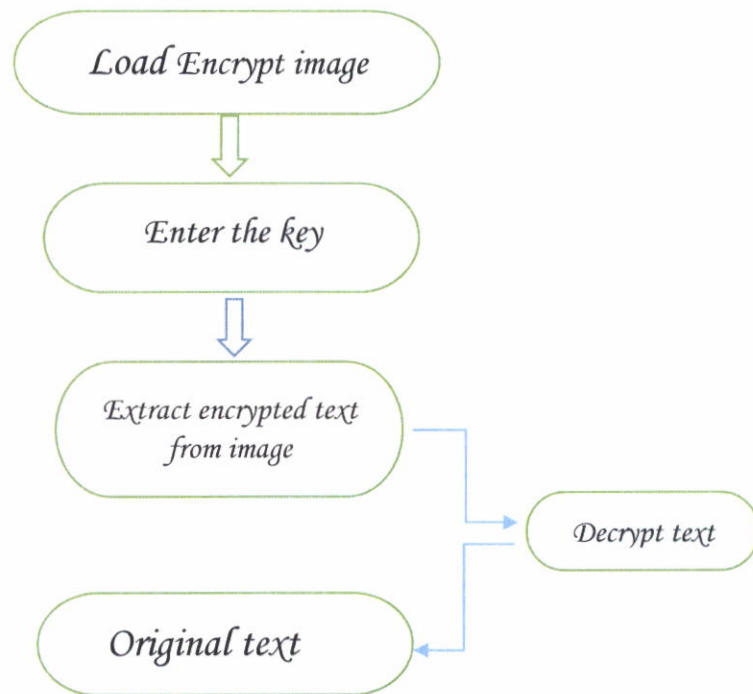 Load Encrypt image
Enter the key
Extract encrypted text
from image
Decrypt text
Original text